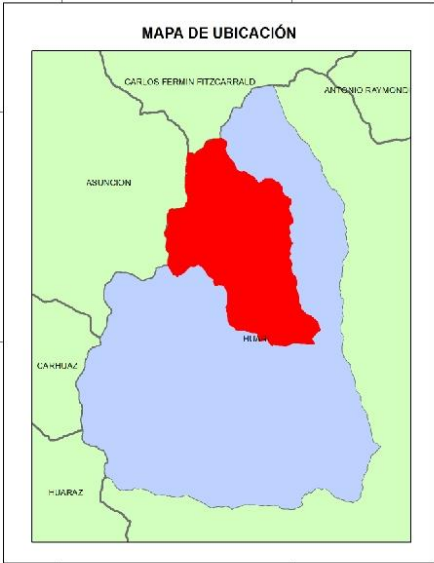 MAPA DE UBICACIÓN
CARLOS FERMIN FITZCARRALD
ANTONIO RAYMOND
ASUNCION
CARHUAZ
HUARAZ